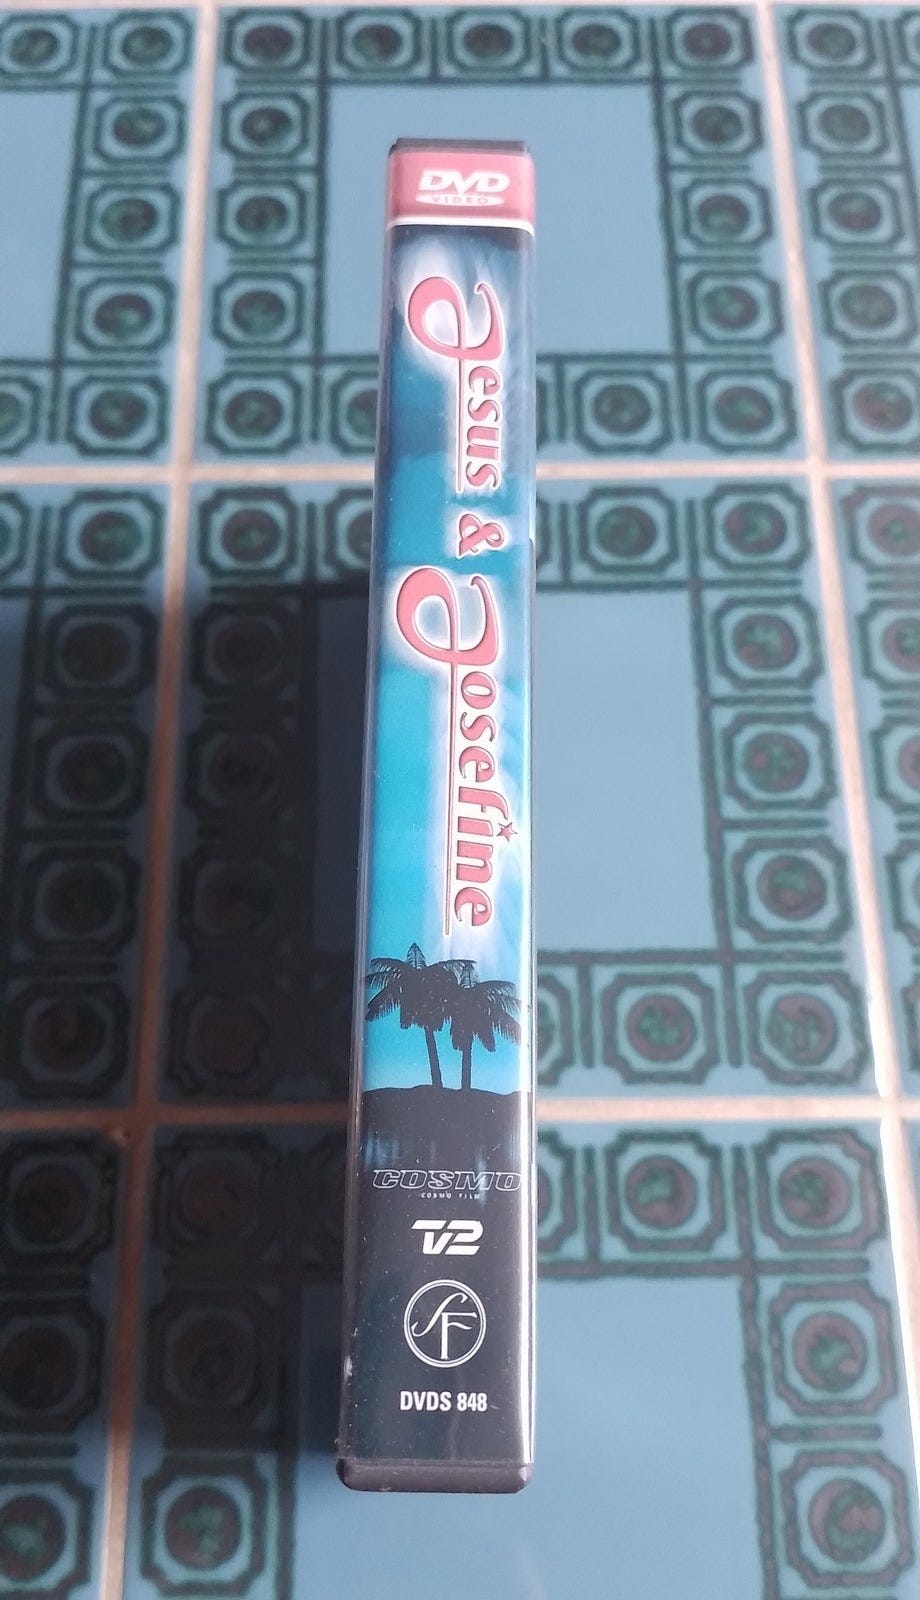 DVD
VIDEO
Jesus & Josefine
COSMO
COSMO FILM
TV2
SF
DVDS 848